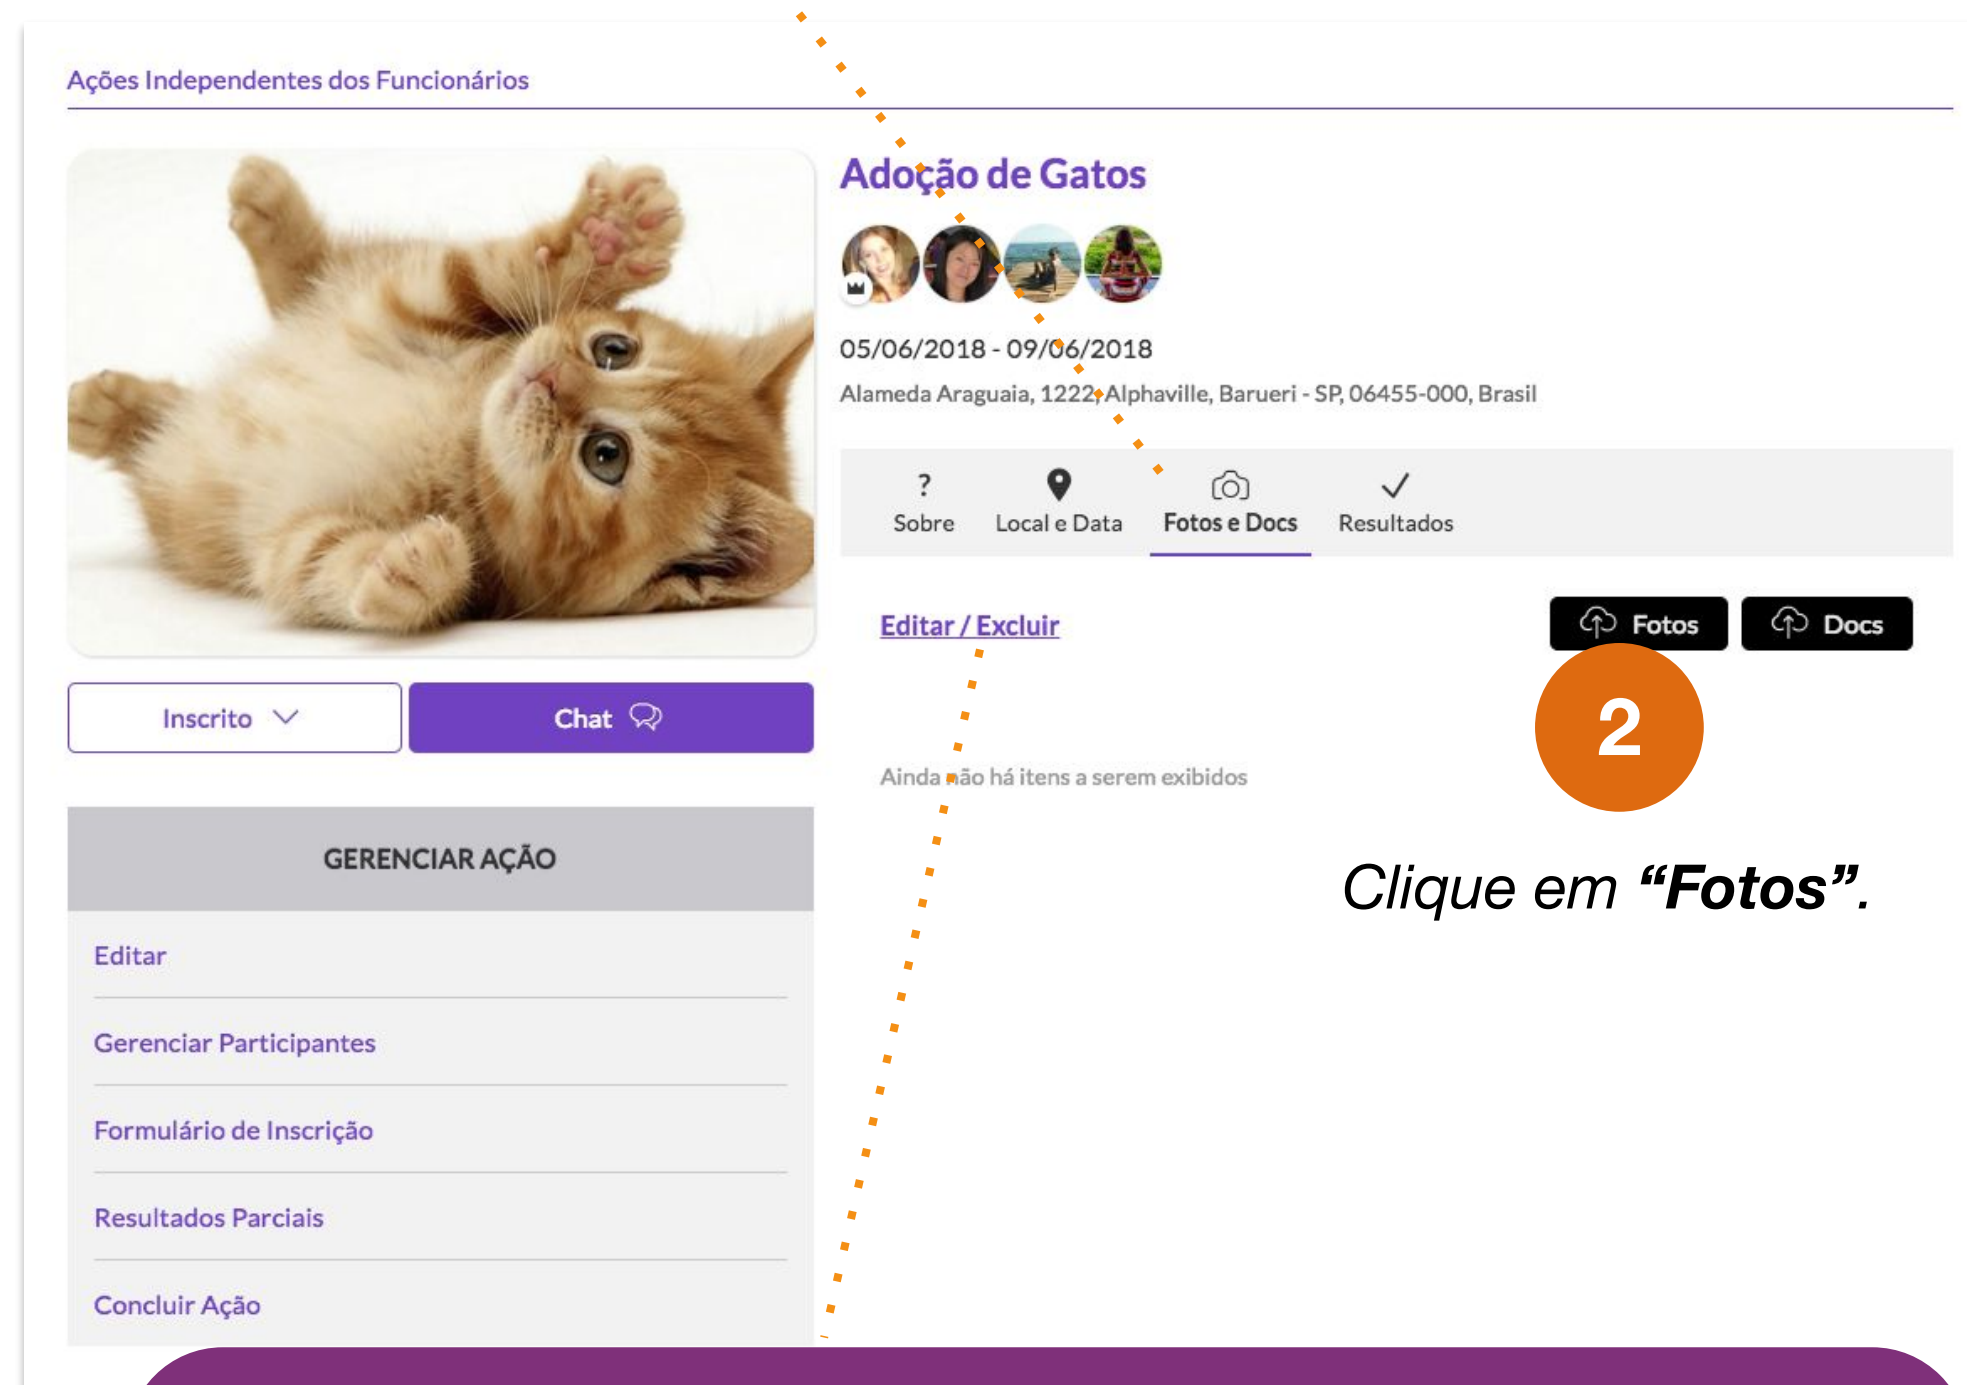 Ações Independentes dos Funcionários
Adoção de Gatos
05/06/2018 - 09/06/2018
Alameda Araguaia, 1222, Alphaville, Barueri - SP, 06455-000, Brasil
? Sobre
Local e Data
Fotos e Docs
Resultados
Editar / Excluir
Fotos
Docs
2
Ainda não há itens a serem exibidos
Clique em “Fotos”.
Inscrito
Chat
GERENCIAR AÇÃO
Editar
Gerenciar Participantes
Formulário de Inscrição
Resultados Parciais
Concluir Ação